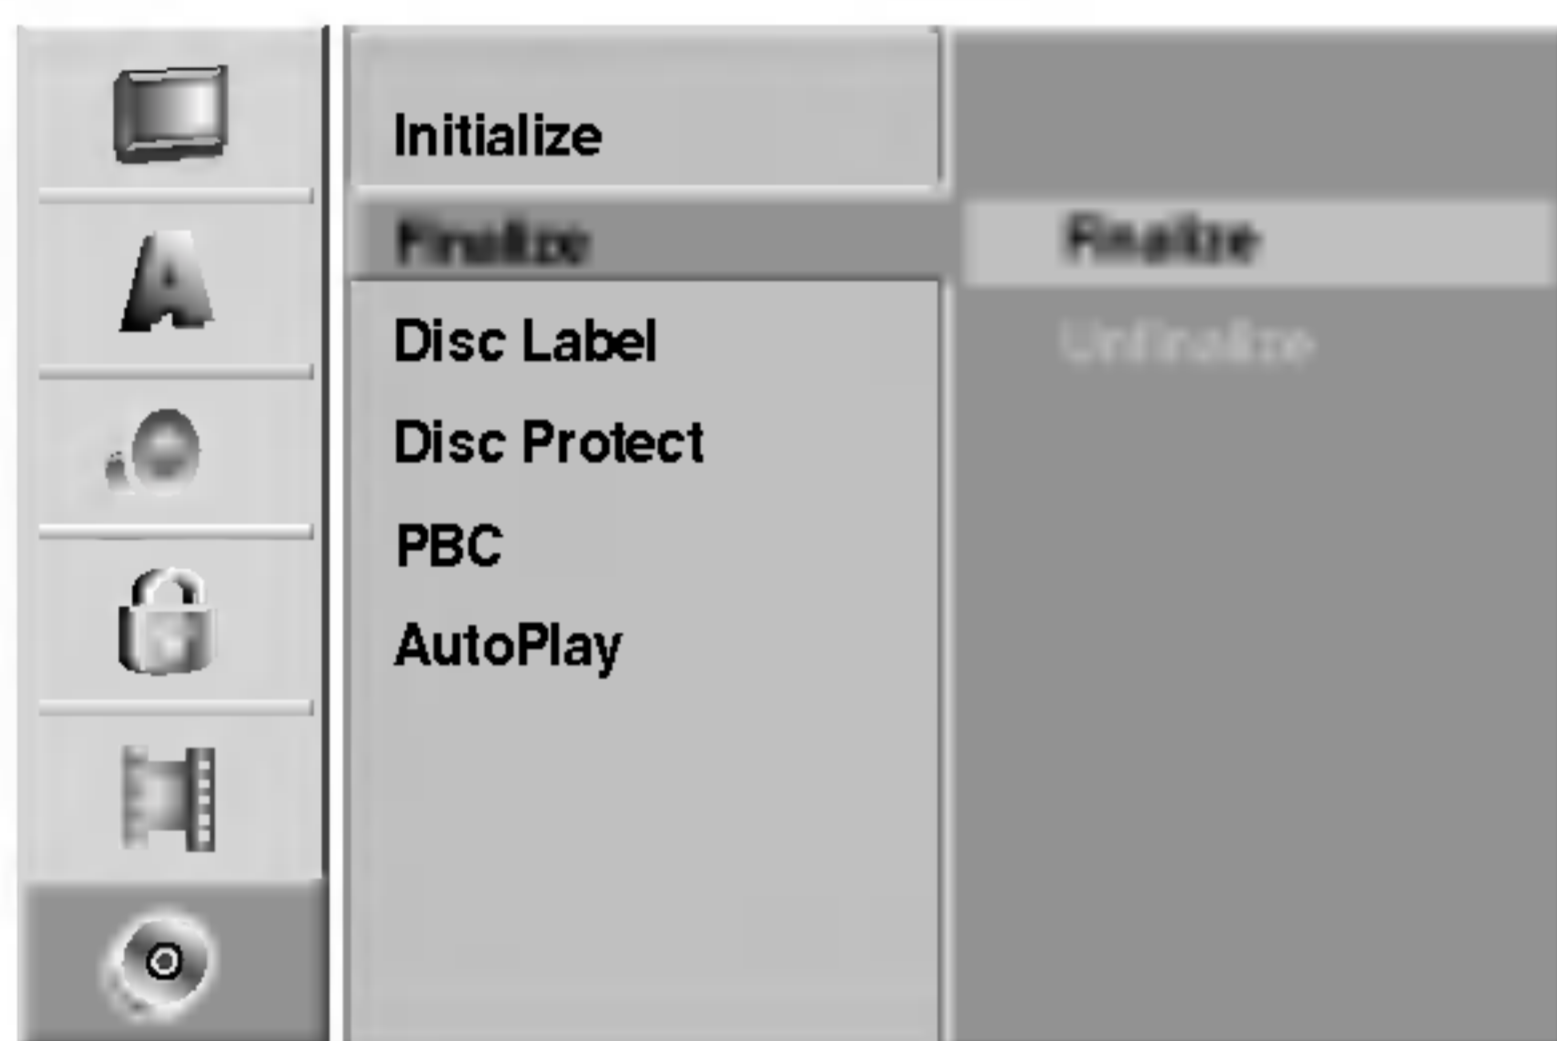 A
Initialize
Finalize
Finalize
Disc Label
Unfinalize
Disc Protect
PBC
AutoPlay